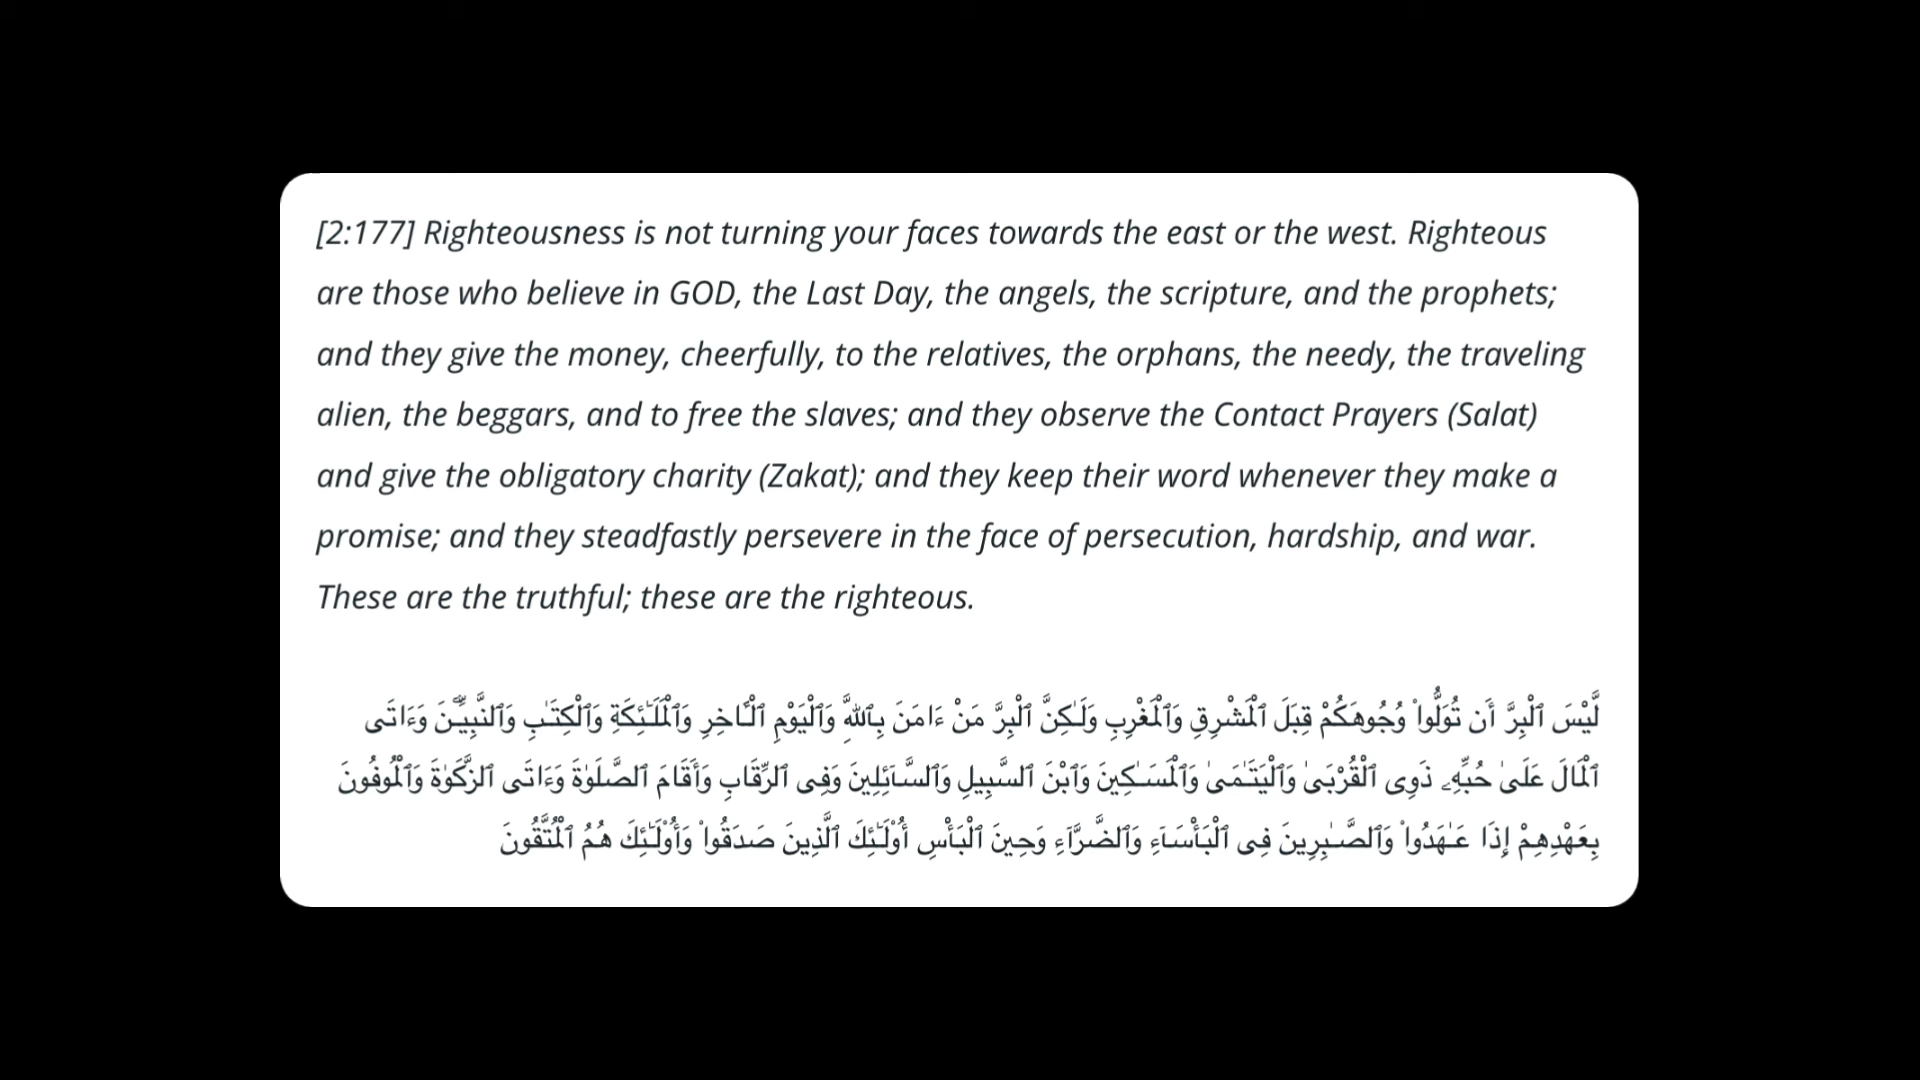 [2:177] Righteousness is not turning your faces towards the east or the west. Righteous
are those who believe in GOD, the Last Day, the angels, the scripture, and the prophets;
and they give the money, cheerfully, to the relatives, the orphans, the needy, the traveling
alien, the beggars, and to free the slaves; and they observe the Contact Prayers (Salat)
and give the obligatory charity (Zakat); and they keep their word whenever they make a
promise; and they steadfastly persevere in the face of persecution, hardship, and war.
These are the truthful; these are the righteous.
لَّيْسَ ٱلْبِرَّ أَن تُوَلُّوا۟ وُجُوهَكُمْ قِبَلَ ٱلْمَشْرِقِ وَٱلْمَغْرِبِ وَلَـٰكِنَّ ٱلْبِرَّ مَنْ ءَامَنَ بِٱللَّهِ وَٱلْيَوْمِ ٱلْـَٔاخِرِ وَٱلْمَلَـٰٓئِكَةِ وَٱلْكِتَـٰبِ وَٱلنَّبِيِّـۧنَ وَءَاتَى
ٱلْمَالَ عَلَىٰ حُبِّهِۦ ذَوِى ٱلْقُرْبَىٰ وَٱلْيَتَـٰمَىٰ وَٱلْمَسَـٰكِينَ وَٱبْنَ ٱلسَّبِيلِ وَٱلسَّآئِلِينَ وَفِى ٱلرِّقَابِ وَأَقَامَ ٱلصَّلَوٰةَ وَءَاتَى ٱلزَّكَوٰةَ وَٱلْمُوفُونَ
بِعَهْدِهِمْ إِذَا عَـٰهَدُوا۟ وَٱلصَّـٰبِرِينَ فِى ٱلْبَأْسَآءِ وَٱلضَّرَّآءِ وَحِينَ ٱلْبَأْسِ أُو۟لَـٰٓئِكَ ٱلَّذِينَ صَدَقُوا۟ وَأُو۟لَـٰٓئِكَ هُمُ ٱلْمُتَّقُونَ